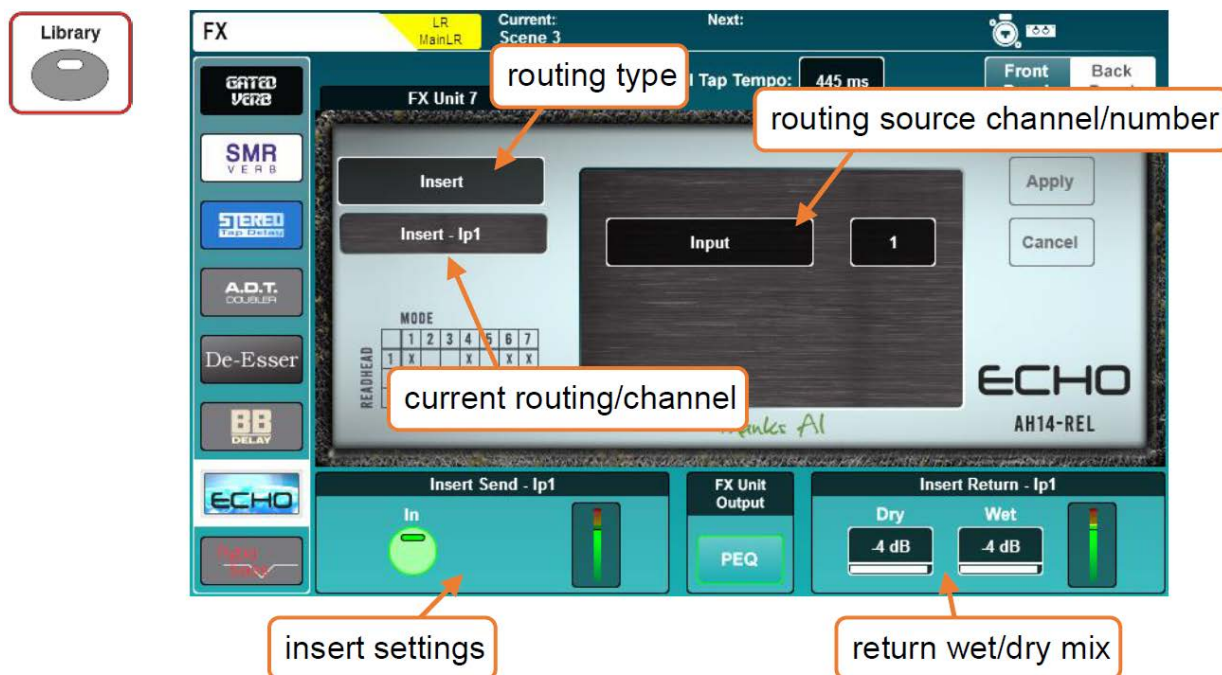 Library
FX
LR
MainLR
Current:
Scene 3
Next:
routing type
l Tap Tempo:
445 ms
Front
Back
FX Unit 7
routing source channel/number
GATED
VERB
SMR
VERB
STEREO
Tap Delay
A.D.T.
DOUBLER
De-Esser
BB
DELAY
ECHO
Insert
Insert - Ip1
Input
1
Apply
Cancel
MODE
1 2 3 4 5 6 7
READHEAD
1 X X X X
current routing/channel
ECHO
AH14-REL
Al
Insert Send - Ip1
In
FX Unit
Output
PEQ
Insert Return - Ip1
Dry
Wet
-4 dB
-4 dB
insert settings
return wet/dry mix